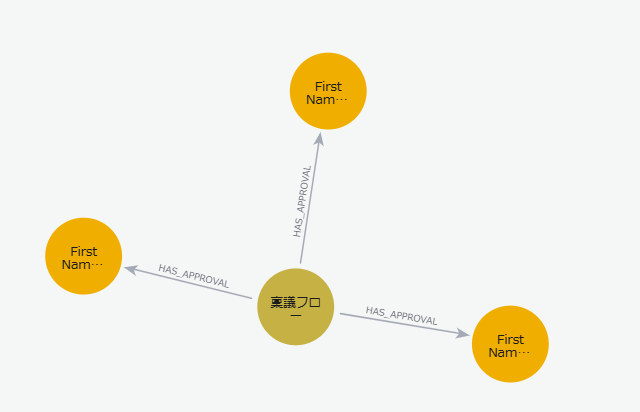 First
Nam…
HAS_APPROVAL
First
Nam…
HAS_APPROVAL
稟議フロ
ー
HAS_APPROVAL
First
Nam…